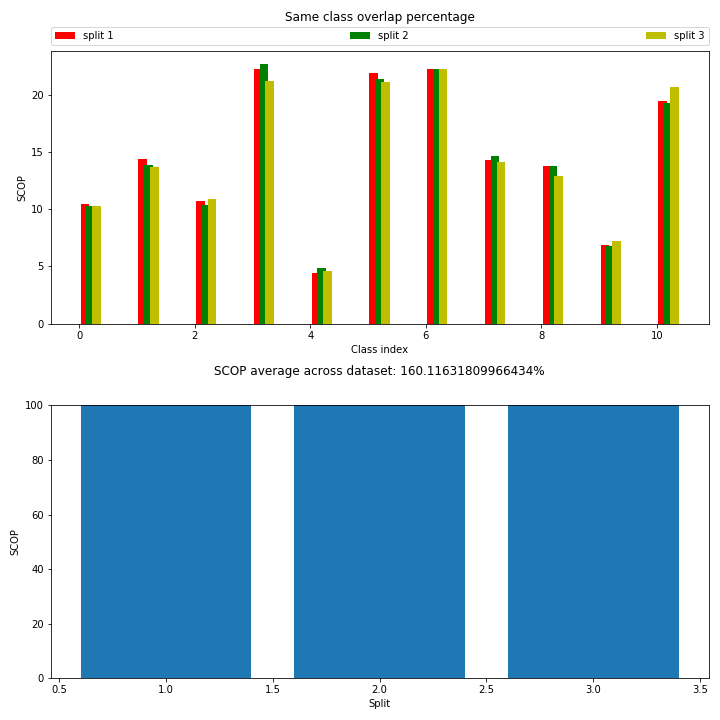 Same class overlap percentage
split 1 split 2 split 3
SCOP
20
15
10
5
0
0 2 4 6 8 10
Class index
SCOP average across dataset: 160.11631809966434%
SCOP
100
80
60
40
20
0
0.5 1.0 1.5 2.0 2.5 3.0 3.5
Split